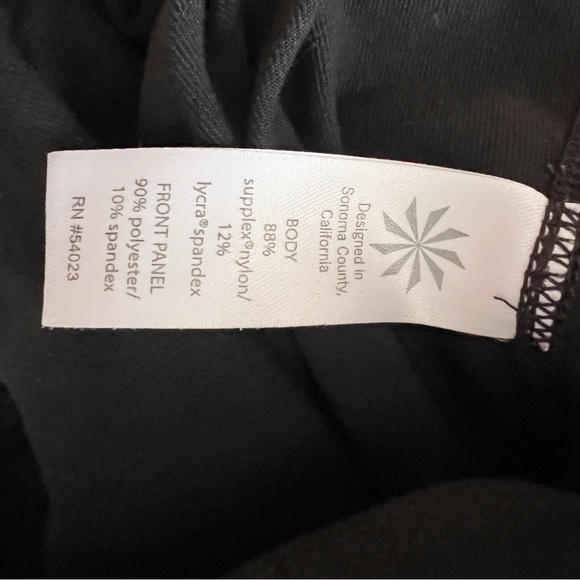 Designed in
Sonoma County,
California
BODY
88%
supplex®nylon/
12%
lycra®spandex
FRONT PANEL
90% polyester/
10% spandex
RN #54023